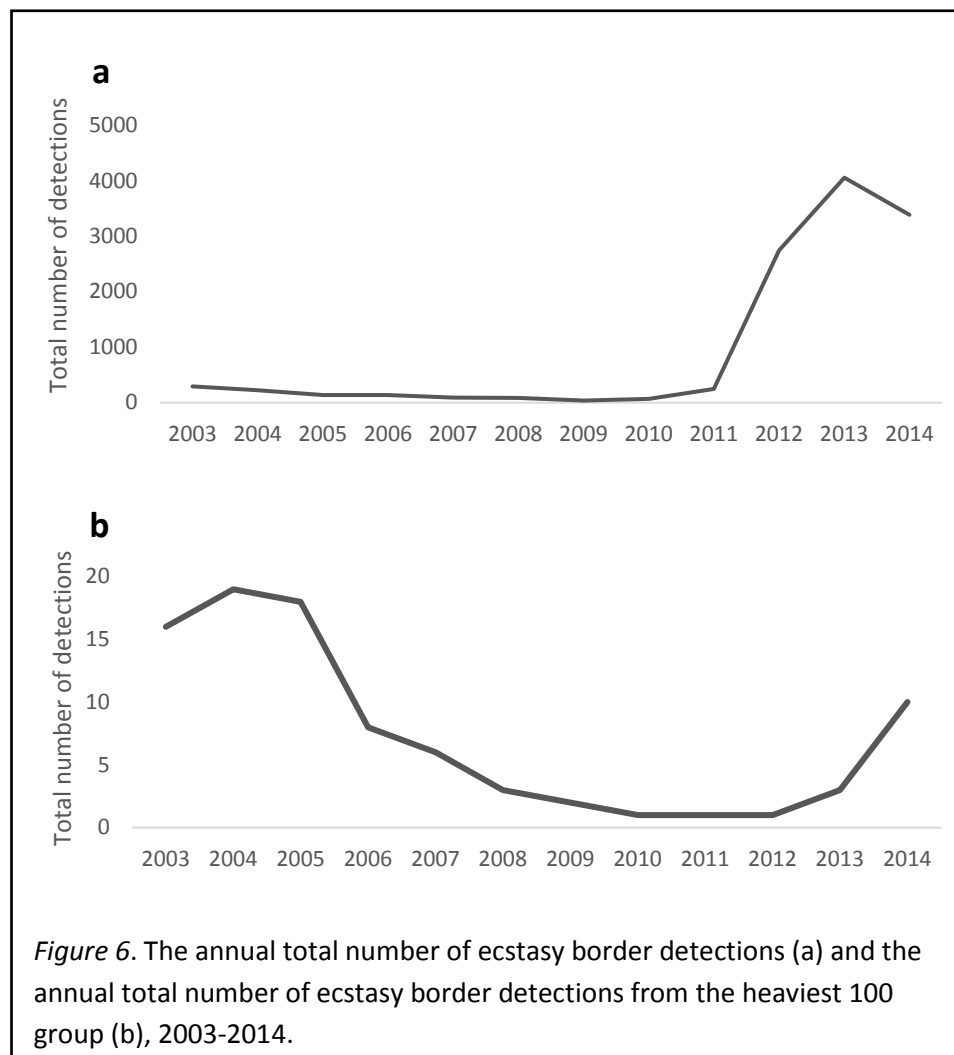 a
Total number of detections
5000
4000
3000
2000
1000
0
2003 2004 2005 2006 2007 2008 2009 2010 2011 2012 2013 2014
b
Total number of detections
20
15
10
5
0
2003 2004 2005 2006 2007 2008 2009 2010 2011 2012 2013 2014
Figure 6. The annual total number of ecstasy border detections (a) and the
annual total number of ecstasy border detections from the heaviest 100
group (b), 2003-2014.